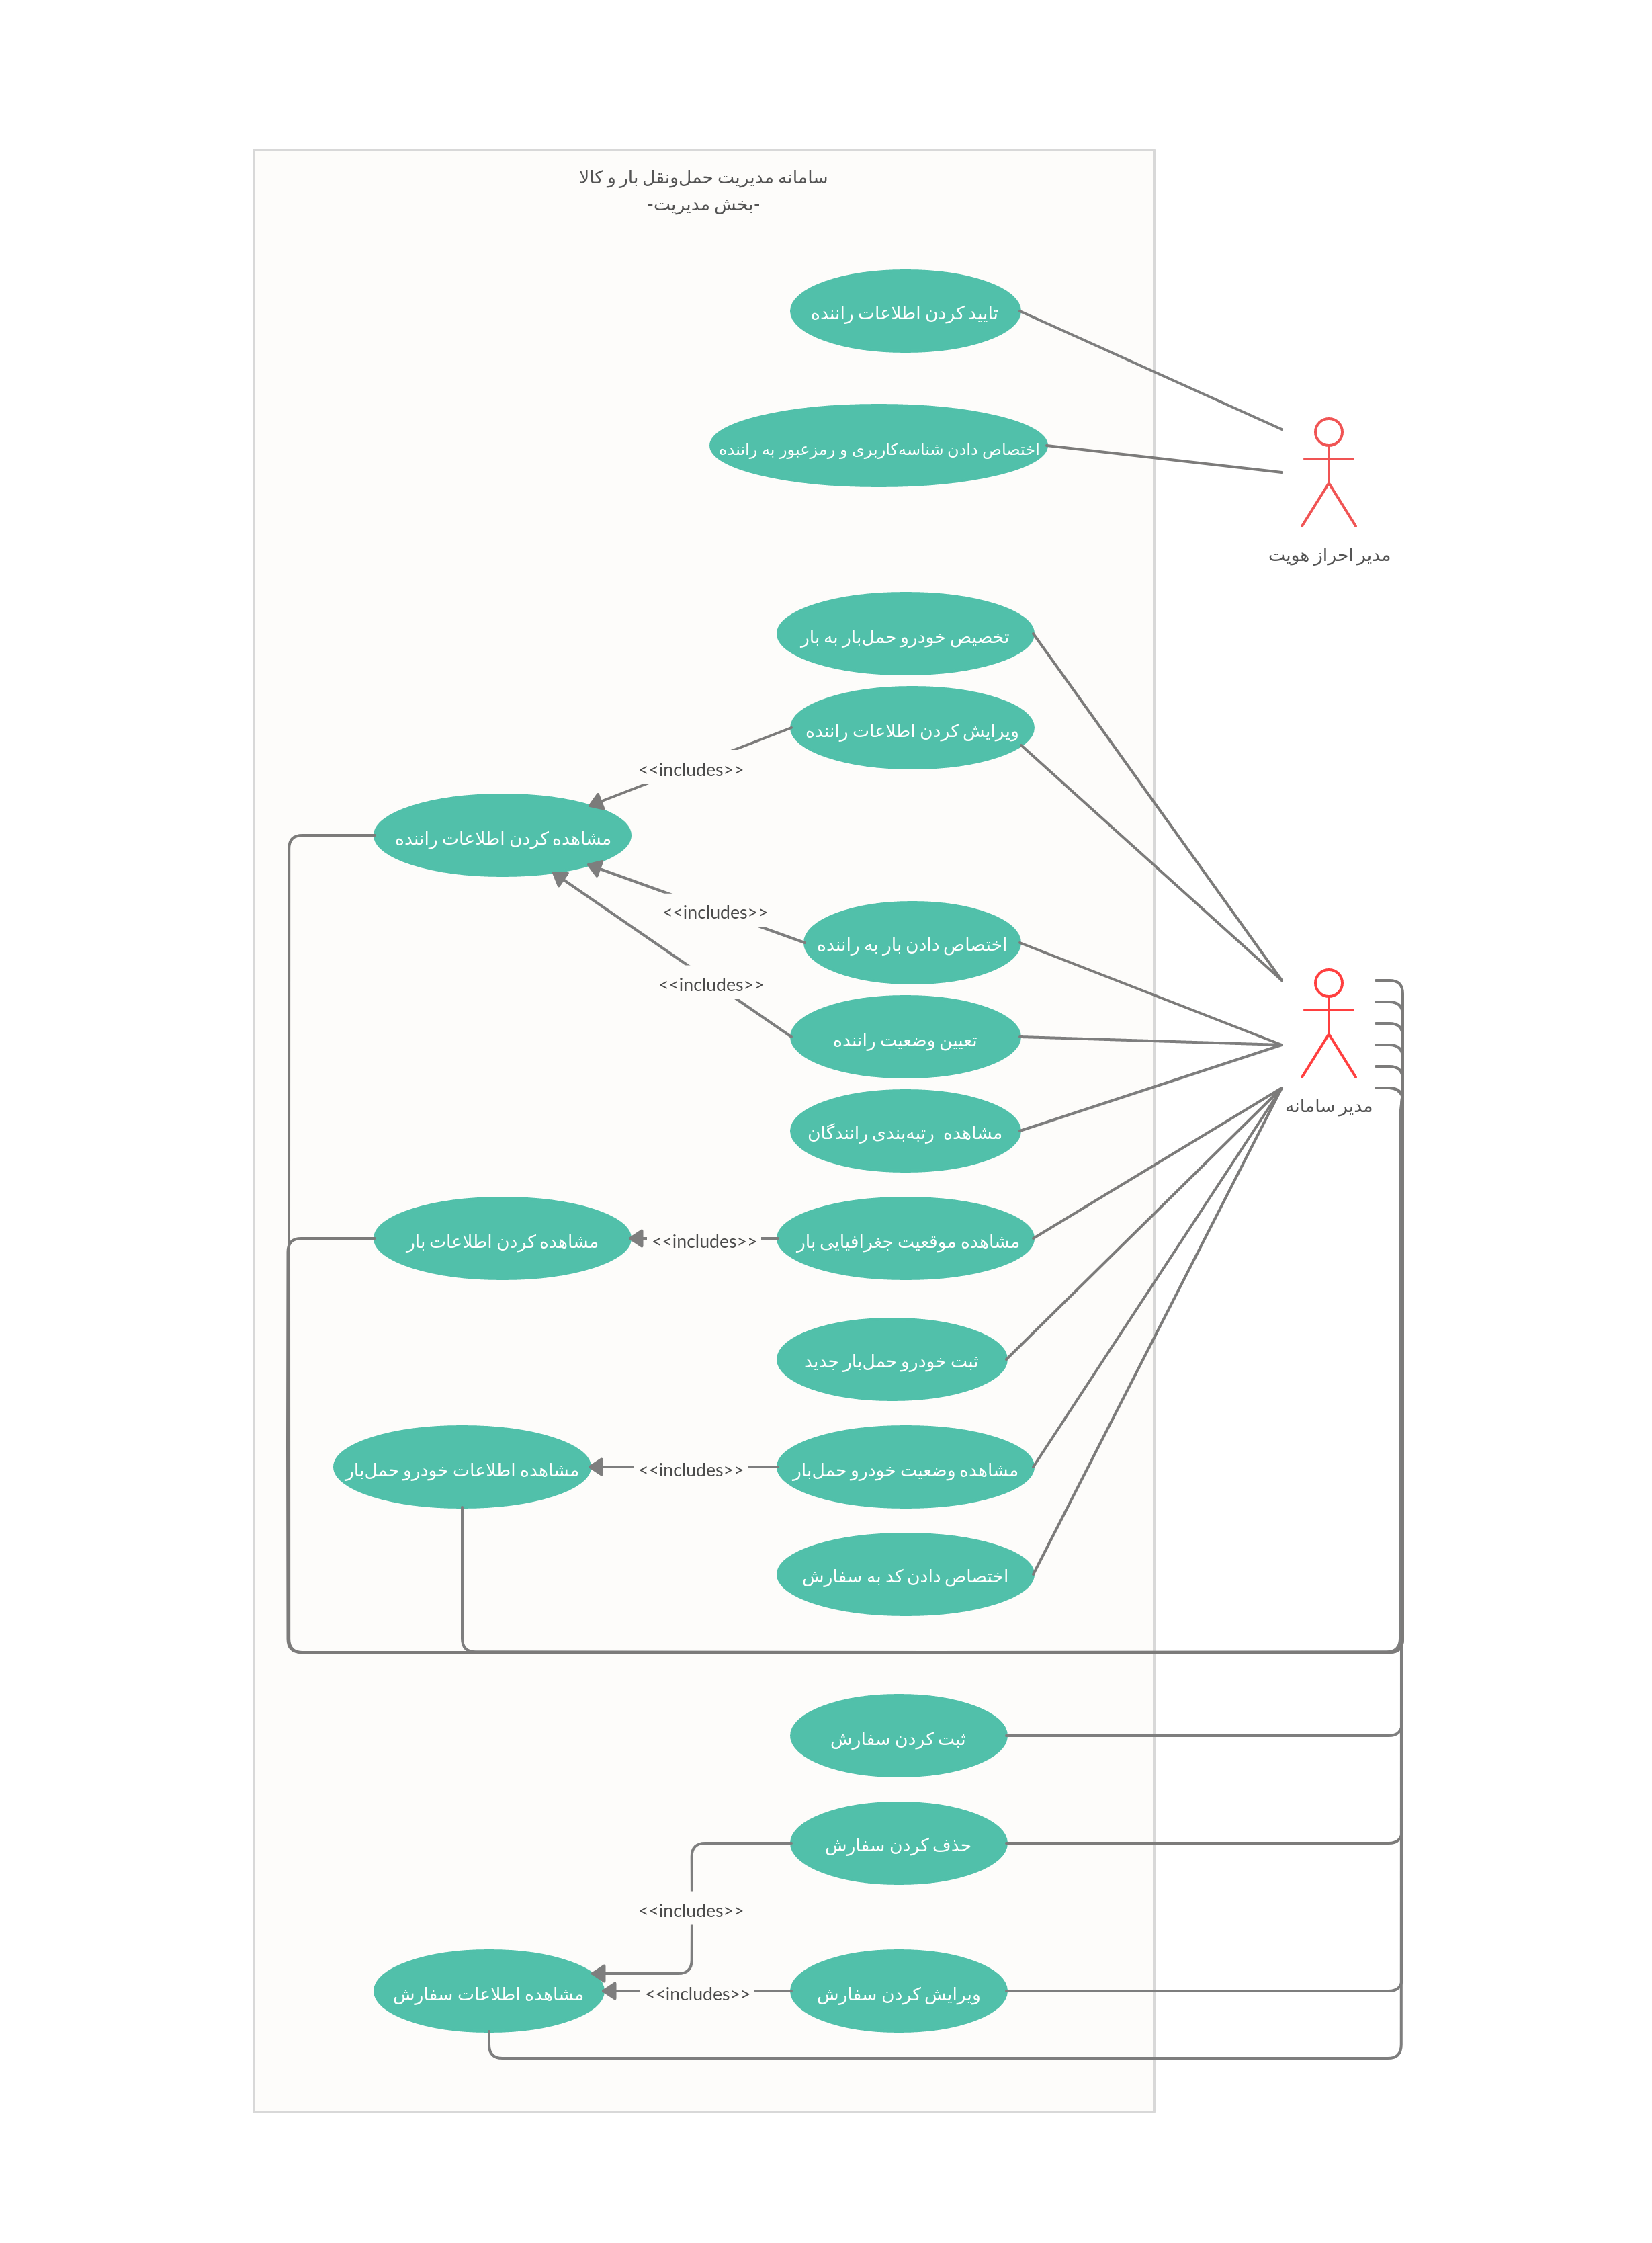 سامانه مدیریت حمل‌ونقل بار و کالا
-بخش مدیریت-
تایید کردن اطلاعات راننده
اختصاص دادن شناسه‌کاربری و رمزعبور به راننده
مدیر احراز هویت
تخصیص خودرو حمل‌بار به بار
ویرایش کردن اطلاعات راننده
<<includes>>
مشاهده کردن اطلاعات راننده
<<includes>>
اختصاص دادن بار به راننده
<<includes>>
تعیین وضعیت راننده
مدیر سامانه
مشاهده رتبه‌بندی رانندگان
مشاهده موقعیت جغرافیایی بار
<<includes>>
مشاهده کردن اطلاعات بار
ثبت خودرو حمل‌بار جدید
مشاهده وضعیت خودرو حمل‌بار
<<includes>>
مشاهده اطلاعات خودرو حمل‌بار
اختصاص دادن کد به سفارش
ثبت کردن سفارش
حذف کردن سفارش
<<includes>>
ویرایش کردن سفارش
<<includes>>
مشاهده اطلاعات سفارش